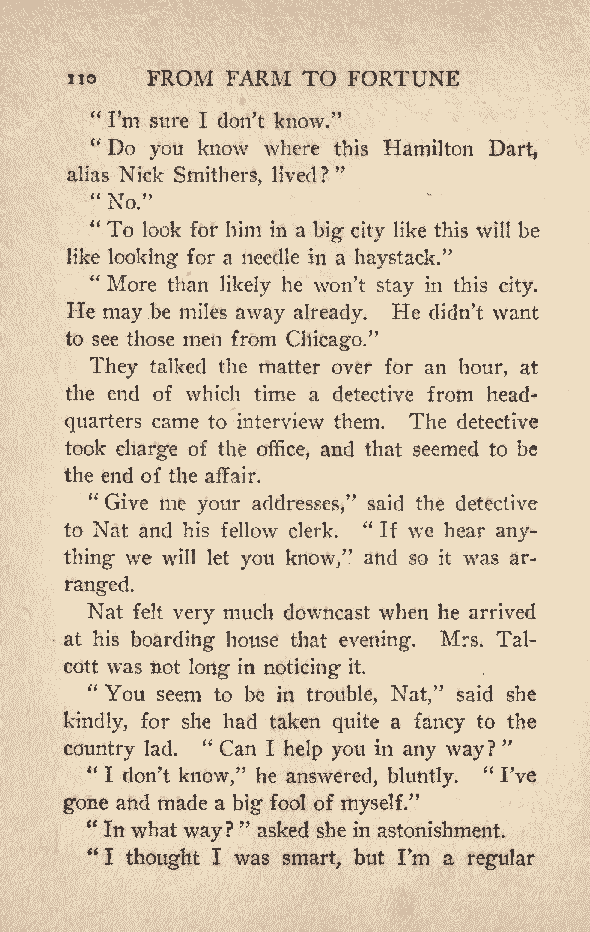 110 FROM FARM TO FORTUNE
“ I’m sure I don’t know.”
“ Do you know where this Hamilton Dart,
alias Nick Smithers, lived? ”
“ No.”
“ To look for him in a big city like this will be
like looking for a needle in a haystack.”
“ More than likely he won’t stay in this city.
He may be miles away already. He didn’t want
to see those men from Chicago.”
They talked the matter over for an hour, at
the end of which time a detective from head-
quarters came to interview them. The detective
took charge of the office, and that seemed to be
the end of the affair.
“ Give me your addresses,” said the detective
to Nat and his fellow clerk. “ If we hear any-
thing we will let you know,” and so it was ar-
ranged.
Nat felt very much downcast when he arrived
at his boarding house that evening. Mrs. Tal-
cott was not long in noticing it.
“ You seem to be in trouble, Nat,” said she
kindly, for she had taken quite a fancy to the
country lad. “ Can I help you in any way? ”
“ I don’t know,” he answered, bluntly. “ I’ve
gone and made a big fool of myself.”
“ In what way? ” asked she in astonishment.
“ I thought I was smart, but I’m a regular